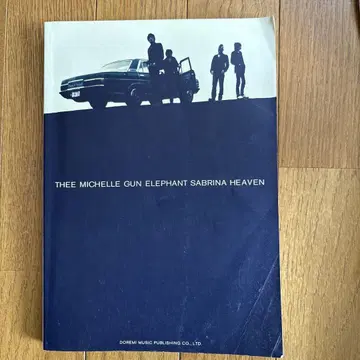 THEE MICHELLE GUN ELEPHANT SABRINA HEAVEN
DOREMI MUSIC PUBLISHING CO., LTD.